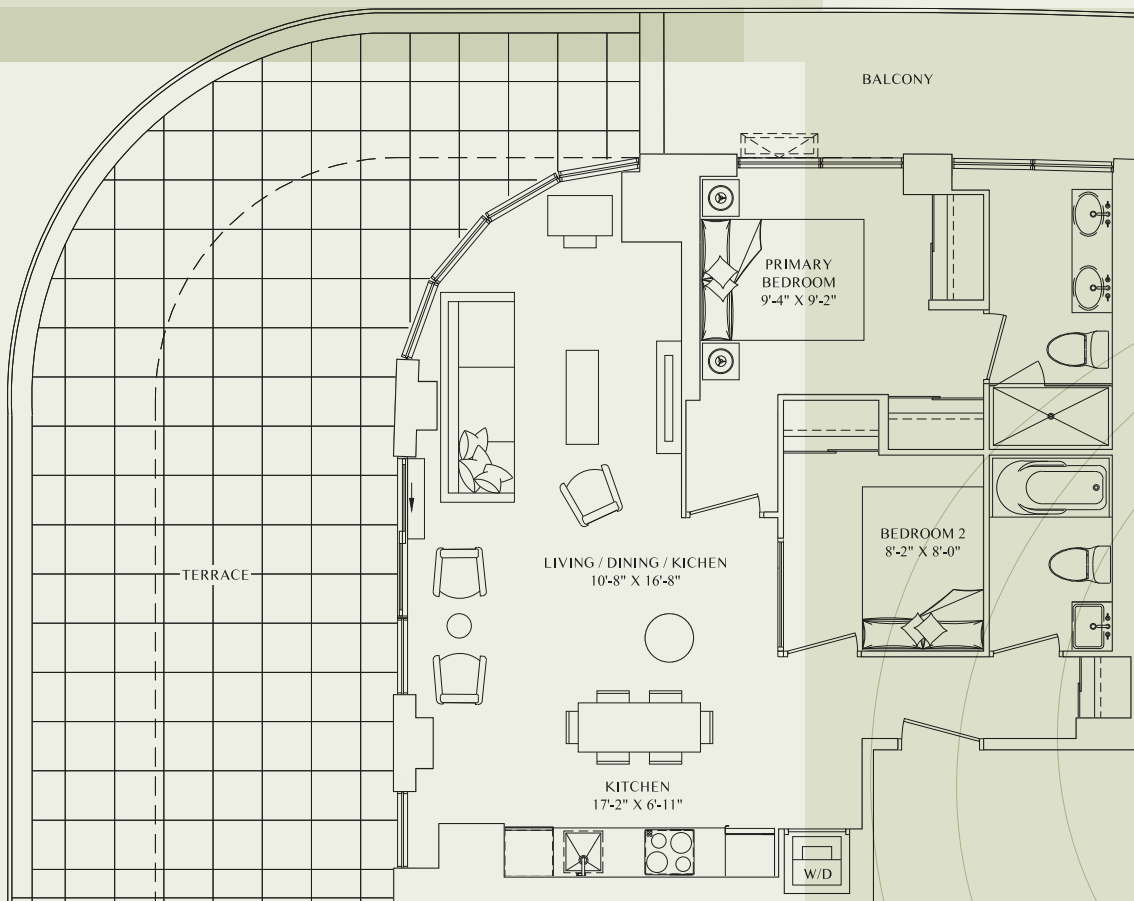 BALCONY
PRIMARY
BEDROOM
9'-4" X 9'-2"
BEDROOM 2
8'-2" X 8'-0"
LIVING / DINING / KICHEN
10'-8" X 16'-8"
TERRACE
KITCHEN
17'-2" X 6'-11"
W/D